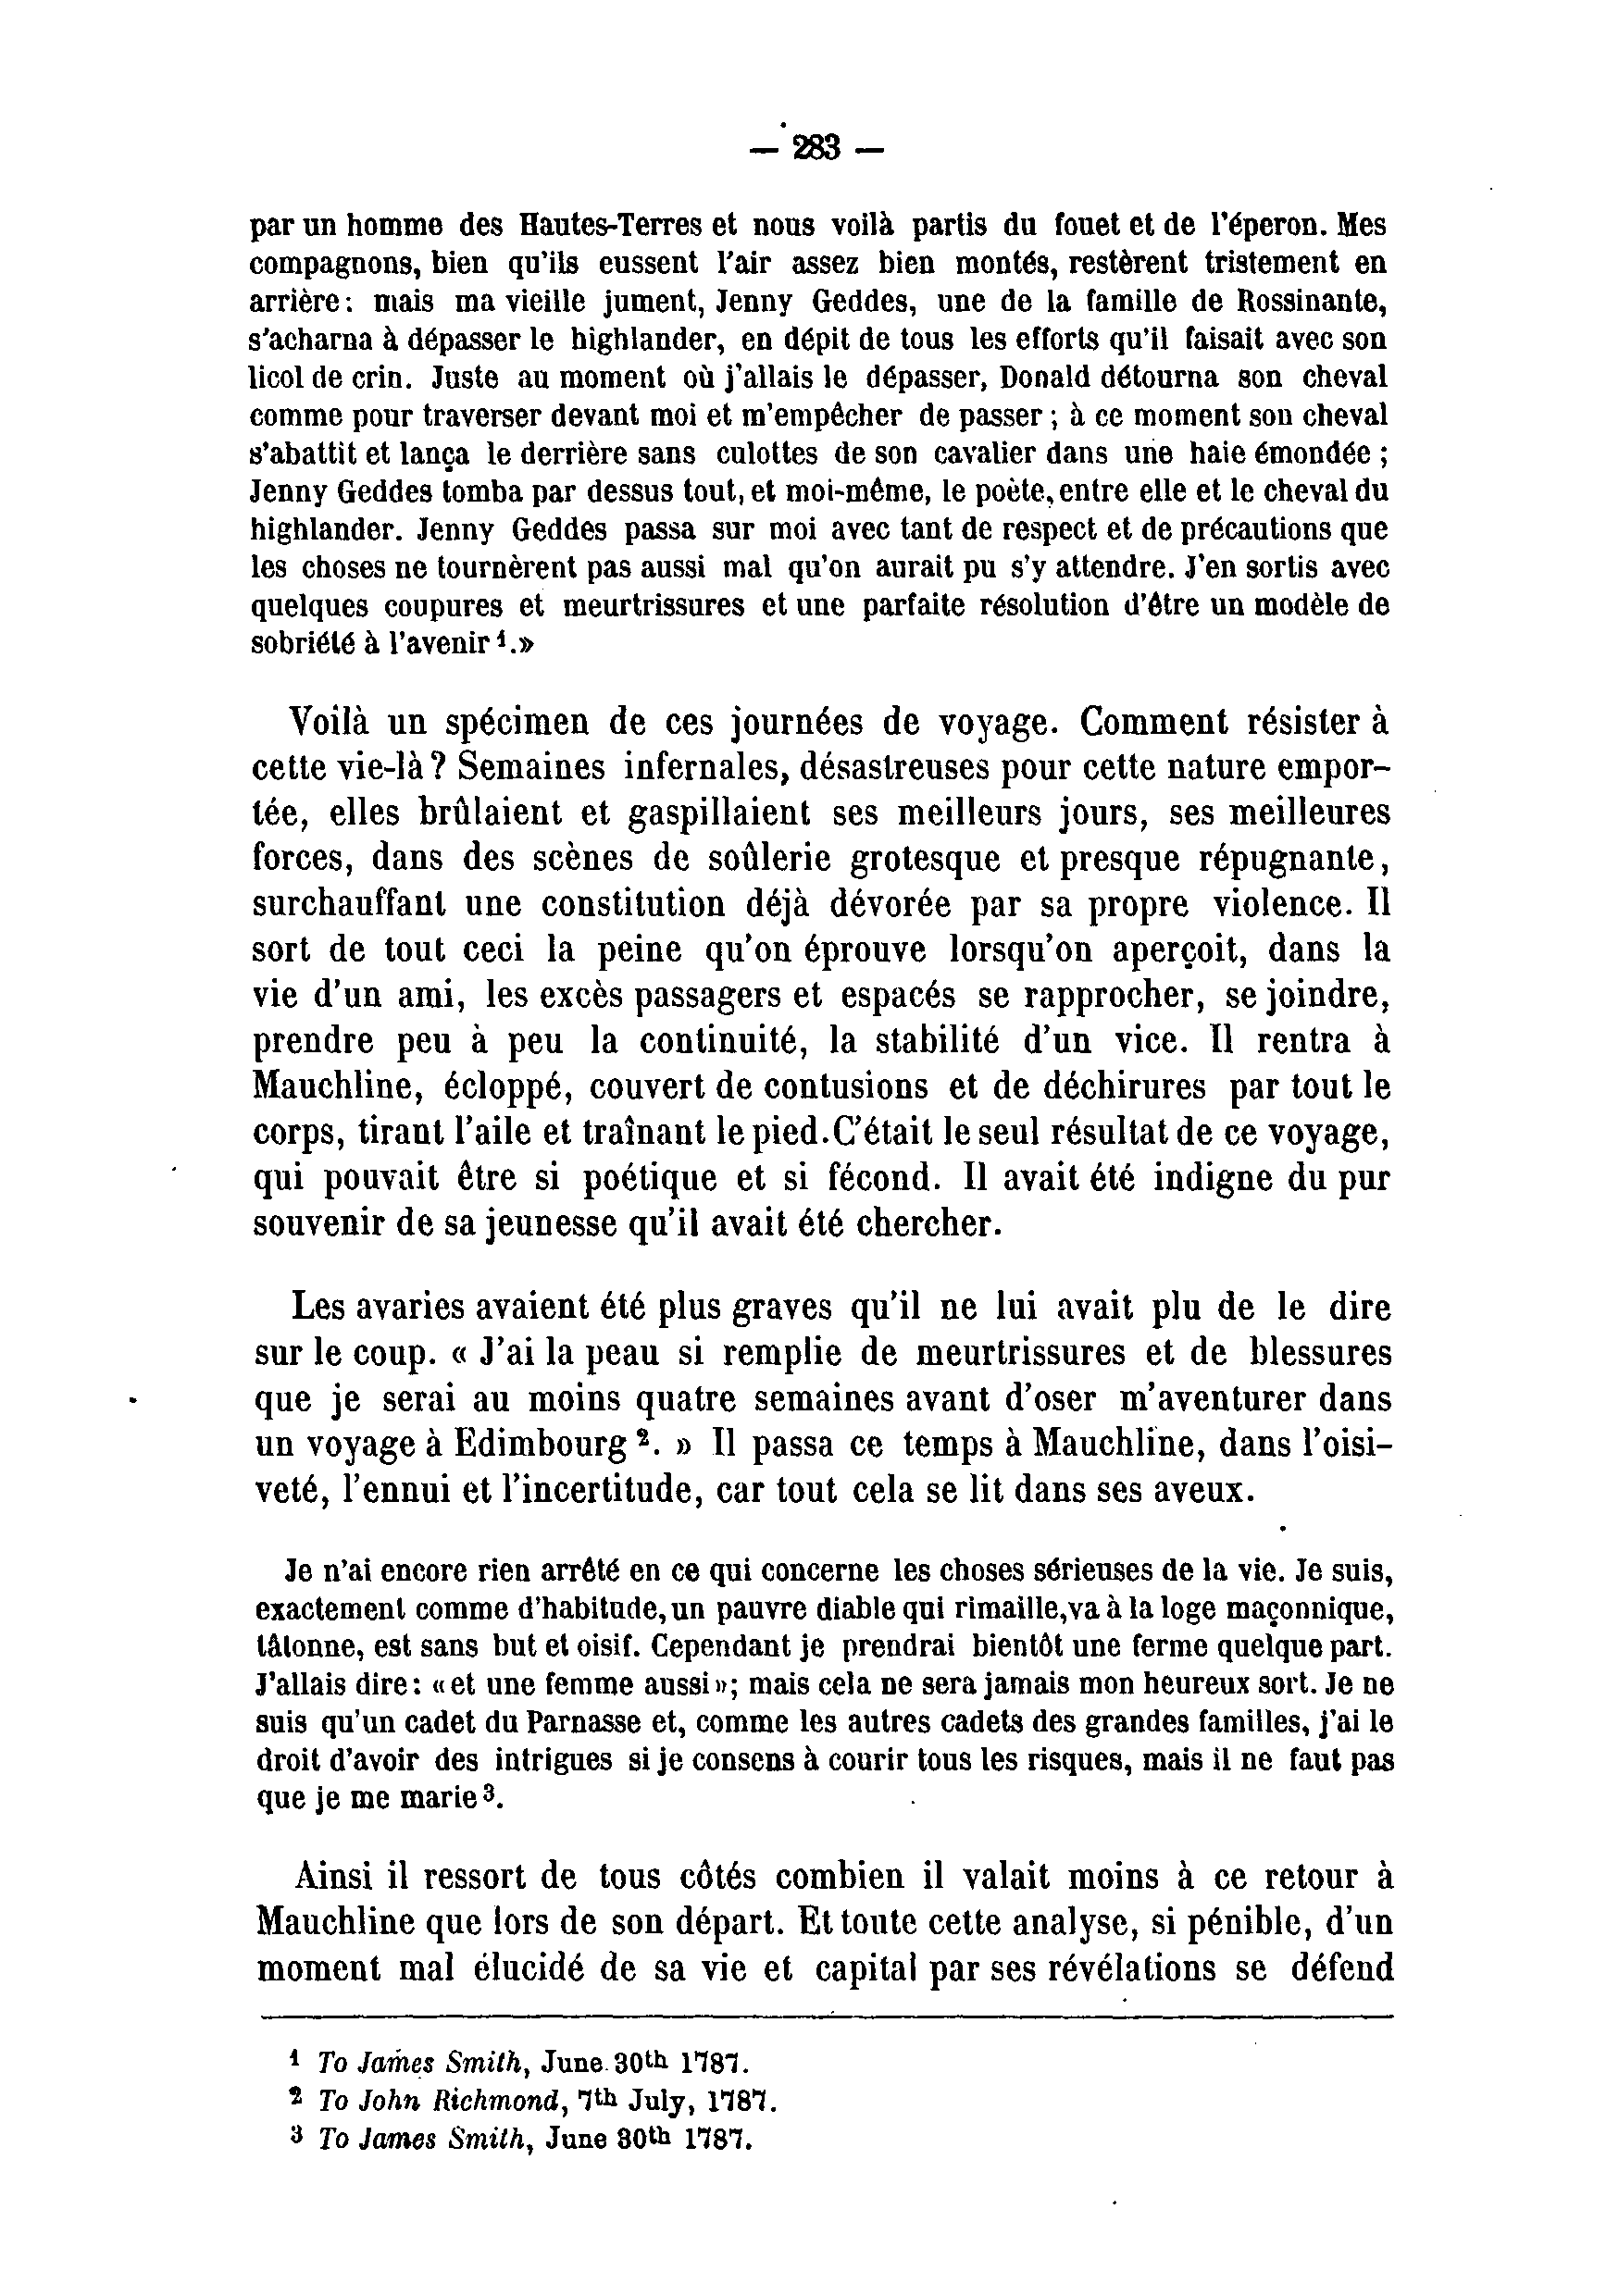 — 283 —
par un homme des Hautes-Terres et nous voilà partis du fouet et de l'éperon. Mes
compagnons, bien qu'ils eussent l'air assez bien montés, restèrent tristement en
arrière: mais ma vieille jument, Jenny Geddes, une de la famille de Rossinante,
s'acharna à dépasser le highlander, en dépit de tous les efforts qu'il faisait avec son
licol de crin. Juste au moment où j'allais le dépasser, Donald détourna son cheval
comme pour traverser devant moi et m'empêcher de passer ; à ce moment son cheval
s'abattit et lança le derrière sans culottes de son cavalier dans une haie émondée ;
Jenny Geddes tomba par dessus tout, et moi-même, le poète, entre elle et le cheval du
highlander. Jenny Geddes passa sur moi avec tant de respect et de précautions que
les choses ne tournèrent pas aussi mal qu'on aurait pu s'y attendre. J'en sortis avec
quelques coupures et meurtrissures et une parfaite résolution d'être un modèle de
sobriété à l'avenir ¹.»
Voilà un spécimen de ces journées de voyage. Comment résister à
cette vie-là ? Semaines infernales, désastreuses pour cette nature empor-
tée, elles brûlaient et gaspillaient ses meilleurs jours, ses meilleures
forces, dans des scènes de soûlerie grotesque et presque répugnante,
surchauffant une constitution déjà dévorée par sa propre violence. Il
sort de tout ceci la peine qu'on éprouve lorsqu'on aperçoit, dans la
vie d'un ami, les excès passagers et espacés se rapprocher, se joindre,
prendre peu à peu la continuité, la stabilité d'un vice. Il rentra à
Mauchline, écloppé, couvert de contusions et de déchirures par tout le
corps, tirant l'aile et traînant le pied. C'était le seul résultat de ce voyage,
qui pouvait être si poétique et si fécond. Il avait été indigne du pur
souvenir de sa jeunesse qu'il avait été chercher.
Les avaries avaient été plus graves qu'il ne lui avait plu de le dire
sur le coup. « J'ai la peau si remplie de meurtrissures et de blessures
que je serai au moins quatre semaines avant d'oser m'aventurer dans
un voyage à Edimbourg ². » Il passa ce temps à Mauchline, dans l'oisi-
veté, l'ennui et l'incertitude, car tout cela se lit dans ses aveux.
Je n'ai encore rien arrêté en ce qui concerne les choses sérieuses de la vie. Je suis,
exactement comme d'habitude, un pauvre diable qui rimaille, va à la loge maçonnique,
tâtonne, est sans but et oisif. Cependant je prendrai bientôt une ferme quelque part.
J'allais dire: « et une femme aussi »; mais cela ne sera jamais mon heureux sort. Je ne
suis qu'un cadet du Parnasse et, comme les autres cadets des grandes familles, j'ai le
droit d'avoir des intrigues si je consens à courir tous les risques, mais il ne faut pas
que je me marie ³.
Ainsi il ressort de tous côtés combien il valait moins à ce retour à
Mauchline que lors de son départ. Et toute cette analyse, si pénible, d'un
moment mal élucidé de sa vie et capital par ses révélations se défend
¹ To James Smith, June 30th 1787.
² To John Richmond, 7th July, 1787.
³ To James Smith, June 30th 1787.